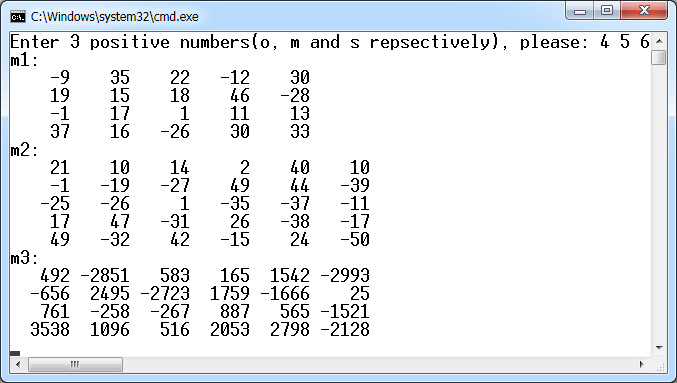 C:\Windows\system32\cmd.exe
Enter 3 positive numbers(o, m and s repsectively), please: 4 5 6
m1:
-9 35 22 -12 30
19 15 18 46 -28
-1 17 1 11 13
37 16 -26 30 33
m2:
21 10 14 2 40 10
-1 -19 -27 49 44 -39
-25 -26 1 -35 -37 -11
17 47 -31 26 -38 -17
49 -32 42 -15 24 -50
m3:
492 -2851 583 165 1542 -2993
-656 2495 -2723 1759 -1666 25
761 -258 -267 887 565 -1521
3538 1096 516 2053 2798 -2128